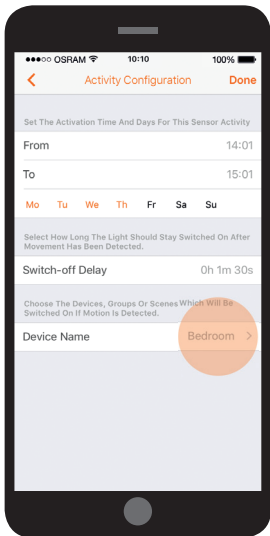 OSRAM 10:10 100%
Activity Configuration Done
Set The Activation Time And Days For This Sensor Activity
From 14:01
To 15:01
Mo Tu We Th Fr Sa Su
Select How Long The Light Should Stay Switched On After
Movement Has Been Detected.
Switch-off Delay 0h 1m 30s
Choose The Devices, Groups Or Scenes Which Will Be
Switched On If Motion Is Detected.
Device Name Bedroom